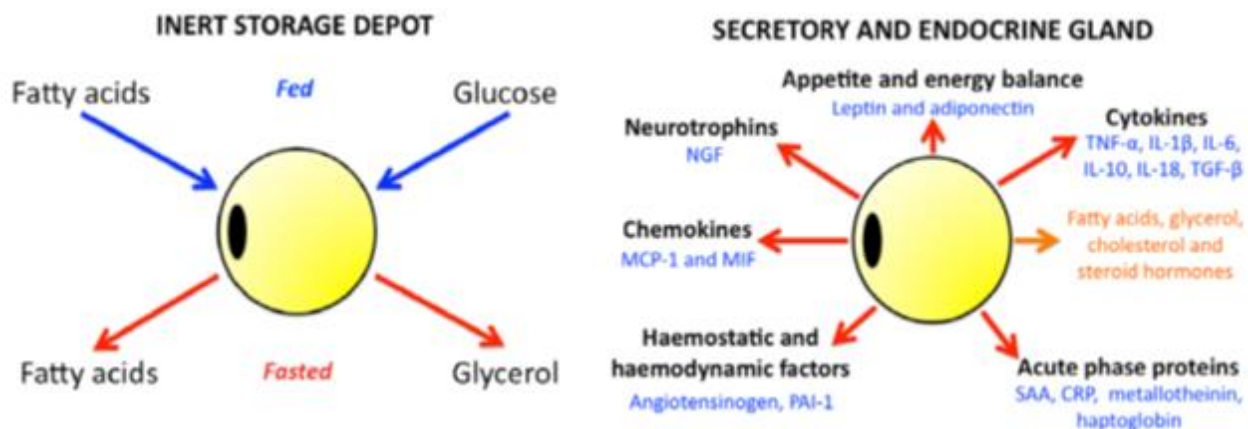 INERT STORAGE DEPOT
Fatty acids
Fed
Glucose
Fatty acids
Fasted
Glycerol
SECRETORY AND ENDOCRINE GLAND
Appetite and energy balance
Leptin and adiponectin
Neurotrophins
NGF
Cytokines
TNF-α, IL-1β, IL-6,
IL-10, IL-18, TGF-β
Chemokines
MCP-1 and MIF
Fatty acids, glycerol,
cholesterol and
steroid hormones
Haemostatic and
haemodynamic factors
Angiotensinogen, PAI-1
Acute phase proteins
SAA, CRP, metallotheinin,
haptoglobin